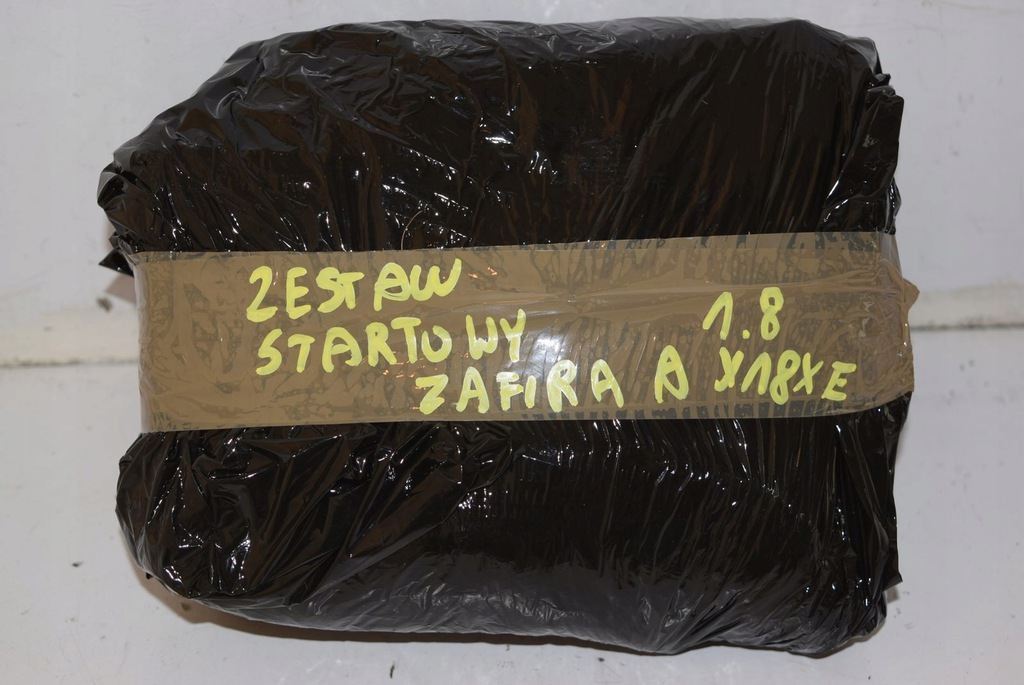 ZESTAW
STARTOWY 1.8
ZAFIRA A X18XE